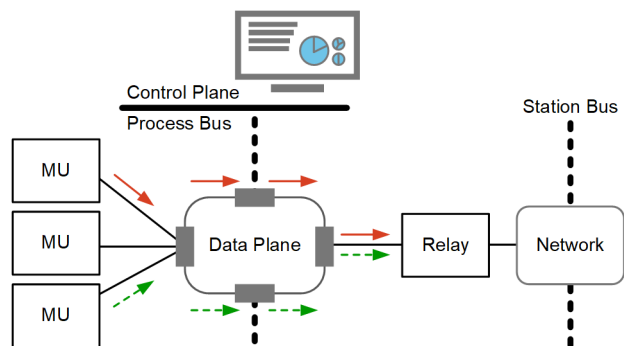 Control Plane
Process Bus
Station Bus
MU
MU
MU
Data Plane
Relay
Network